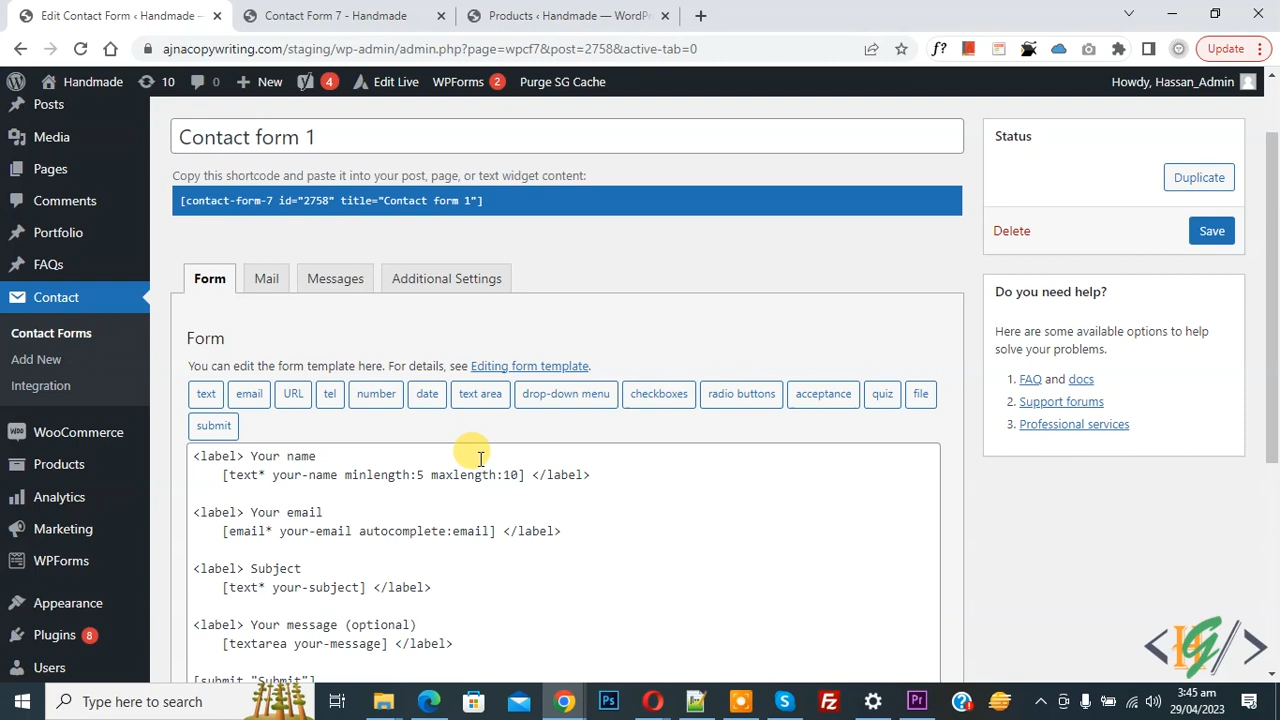 Edit Contact Form ‹ Handmade —
Contact Form 7 - Handmade
Products ‹ Handmade — WordPr
ajnacopywriting.com/staging/wp-admin/admin.php?page=wpcf7&post=2758&active-tab=0
f?
Update
Handmade
10
0
New
4
Edit Live
WPForms 2
Purge SG Cache
Howdy, Hassan_Admin
Posts
Media
Pages
Comments
Portfolio
FAQs
Contact
Contact Forms
Add New
Integration
WooCommerce
Products
Analytics
Marketing
WPForms
Appearance
Plugins 8
Users
Contact form 1
Copy this shortcode and paste it into your post, page, or text widget content:
[contact-form-7 id="2758" title="Contact form 1"]
Form
Mail
Messages
Additional Settings
Form
You can edit the form template here. For details, see Editing form template.
text
email
URL
tel
number
date
text area
drop-down menu
checkboxes
radio buttons
acceptance
quiz
file
submit
<label> Your name
[text* your-name minlength:5 maxlength:10] </label>
<label> Your email
[email* your-email autocomplete:email] </label>
<label> Subject
[text* your-subject] </label>
<label> Your message (optional)
[textarea your-message] </label>
[submit "Submit"]
Status
Duplicate
Delete
Save
Do you need help?
Here are some available options to help
solve your problems.
1. FAQ and docs
2. Support forums
3. Professional services
Type here to search
Ps
Pr
3:45 am
29/04/2023